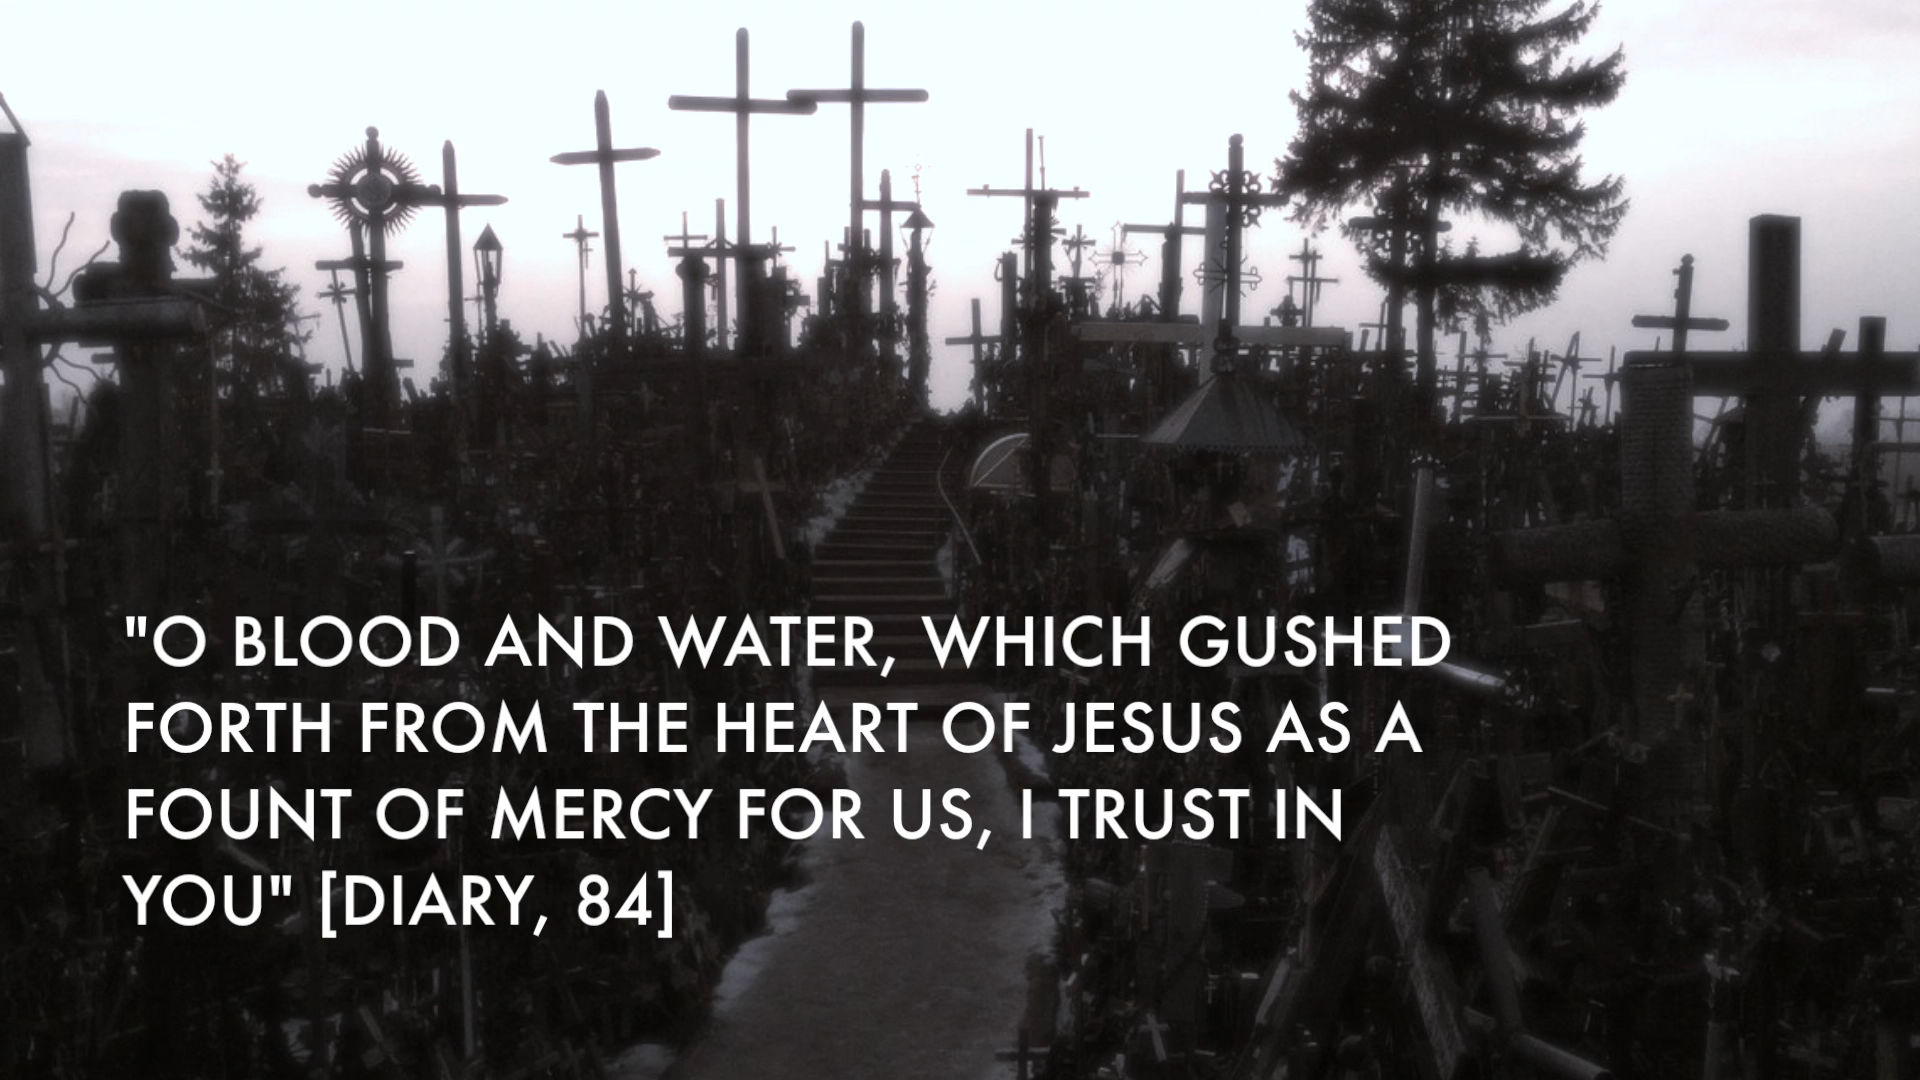 "O BLOOD AND WATER, WHICH GUSHED
FORTH FROM THE HEART OF JESUS AS A
FOUNT OF MERCY FOR US, I TRUST IN
YOU" [DIARY, 84]